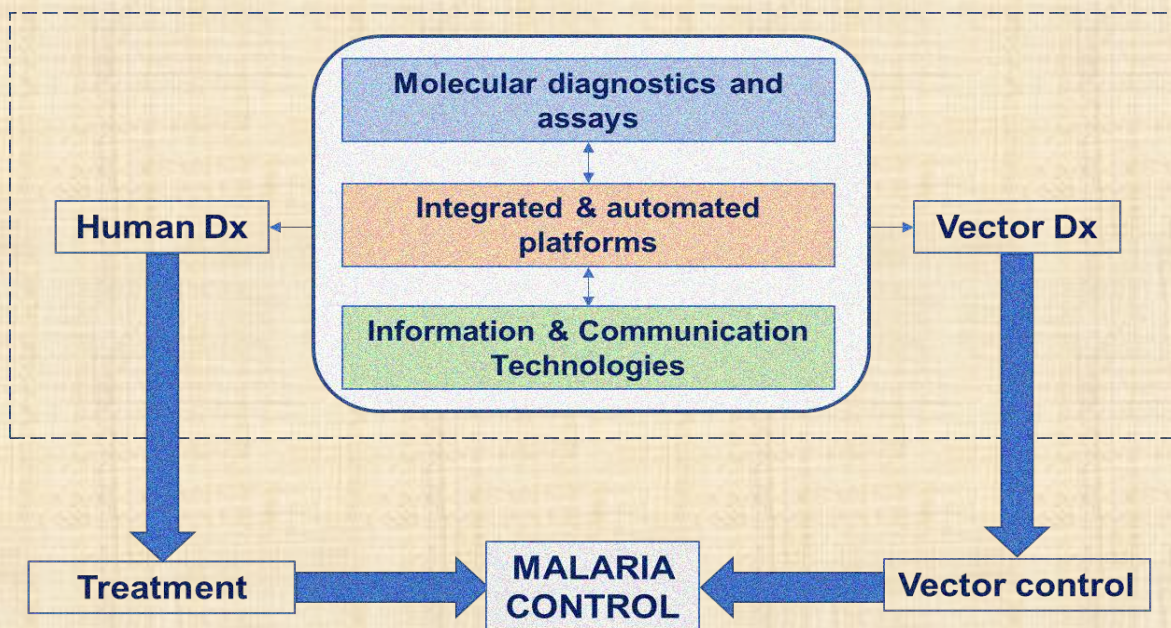 Molecular diagnostics and
assays
Human Dx
Integrated & automated
platforms
Vector Dx
Information & Communication
Technologies
Treatment
MALARIA
CONTROL
Vector control